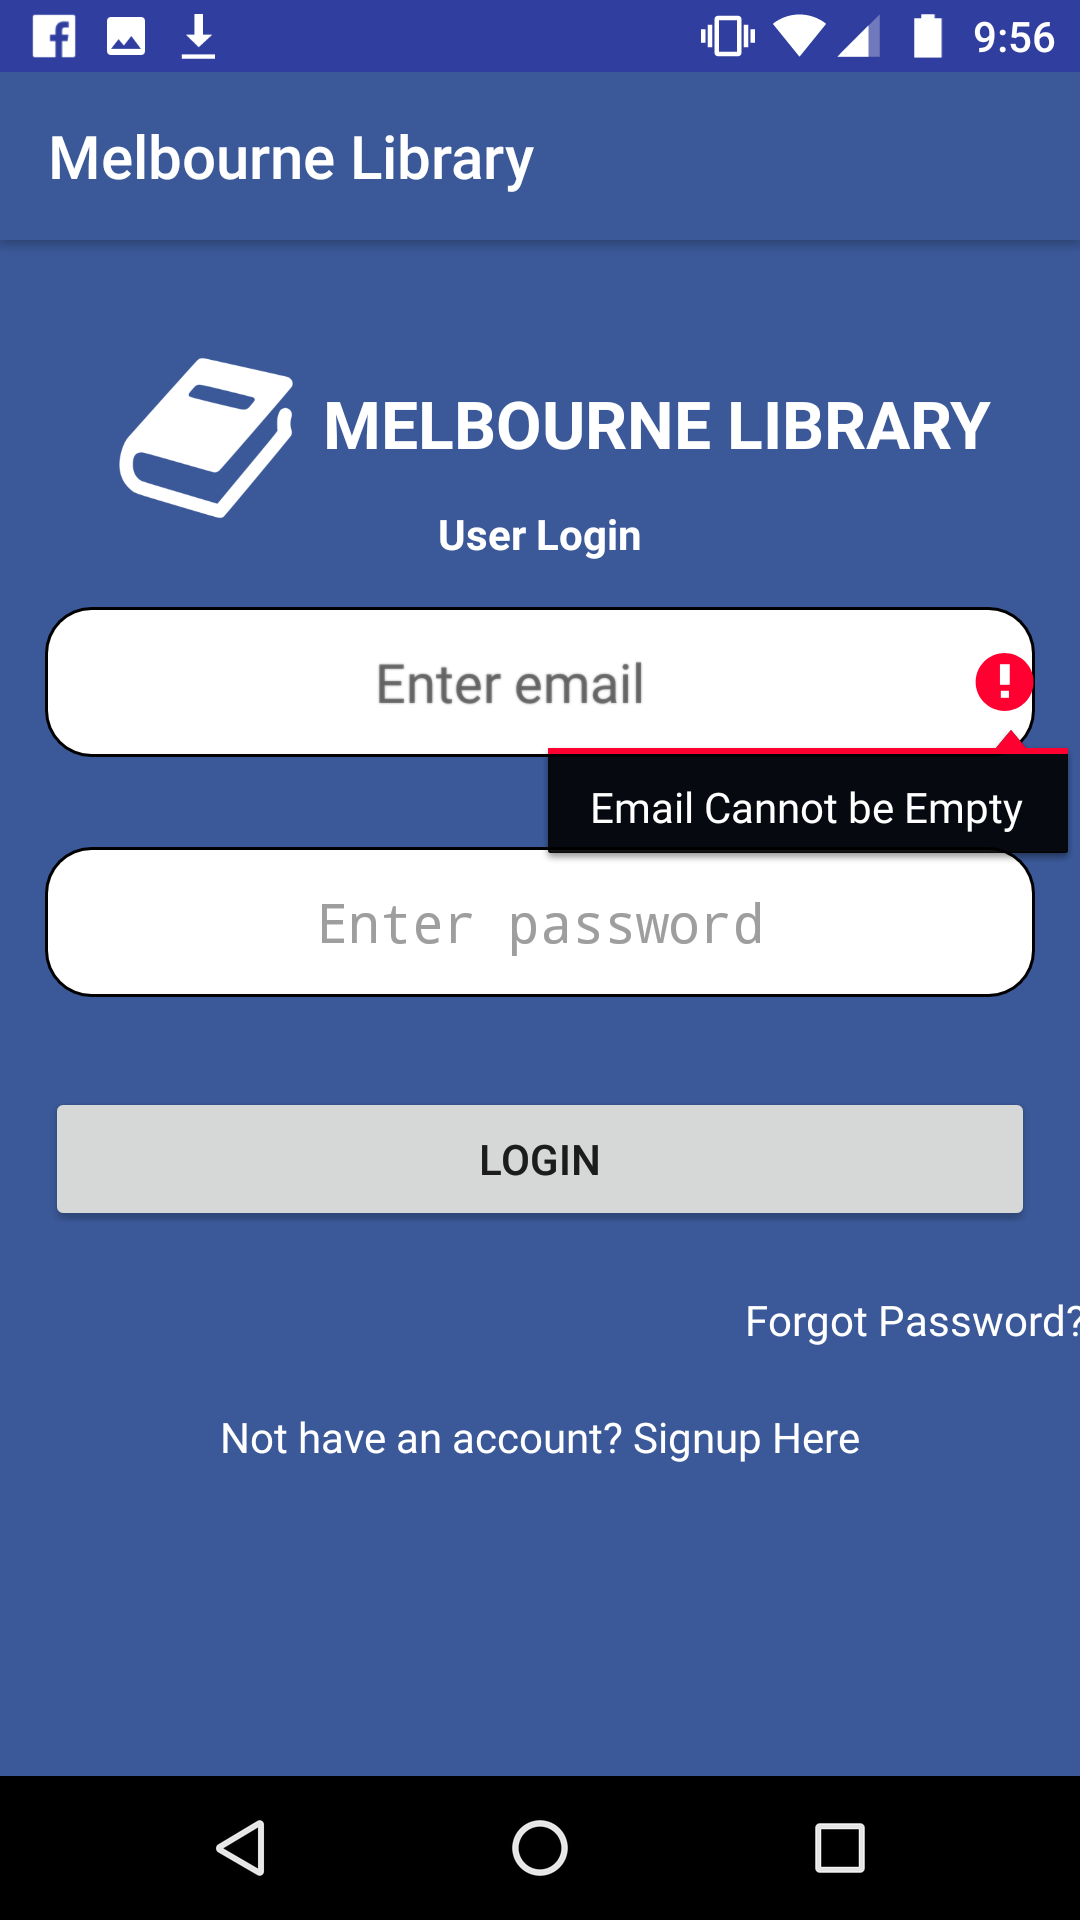 9:56
Melbourne Library
MELBOURNE LIBRARY
User Login
Enter email
Email Cannot be Empty
Enter password
LOGIN
Forgot Password?
Not have an account? Signup Here